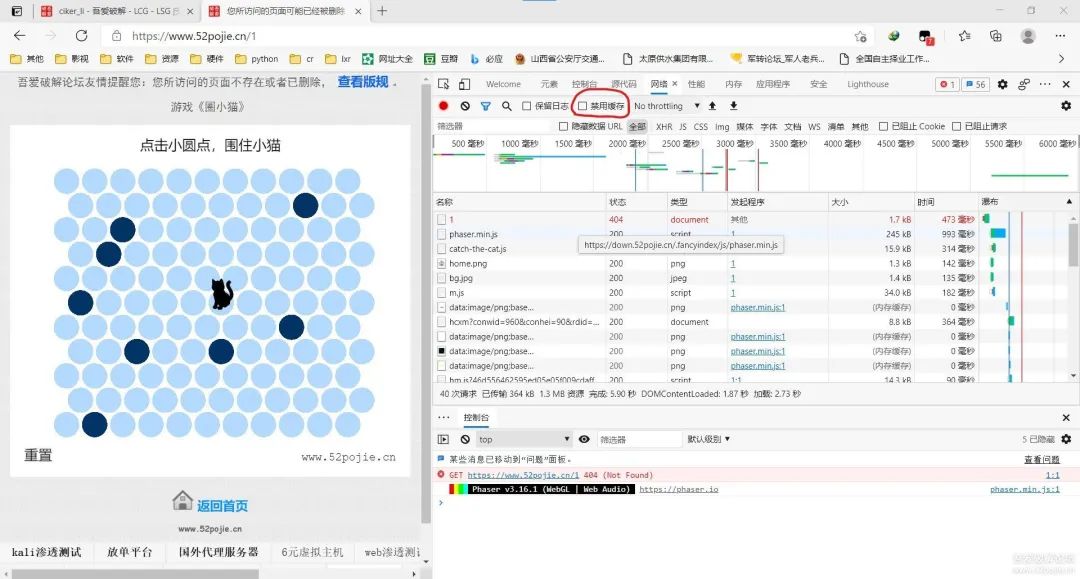 ciker_li - 吾爱破解 - LCG - LSG
您所访问的页面可能已经被删除
https://www.52pojie.cn/1
7
其他 影视 软件 资源 硬件 python cr lxr 网址大全 豆瓣 必应 山西省公安厅交通... 太原供水集团有限... 军转论坛_军人老兵... 全国自主择业工作...
吾爱破解论坛友情提醒您：您所访问的页面不存在或者已删除， 查看版规 。
游戏《围小猫》
点击小圆点，围住小猫
重置
www.52pojie.cn
返回首页
www.52pojie.cn
kali渗透测试 放单平台 国外代理服务器 6元虚拟主机 web渗透测试
Welcome 元素 控制台 源代码 网络 性能 内存 应用程序 安全 Lighthouse 1 56
保留日志 禁用缓存 No throttling
筛选器 隐藏数据 URL 全部 XHR JS CSS Img 媒体 字体 文档 WS 清单 其他 已阻止 Cookie 已阻止请求
500 毫秒 1000 毫秒 1500 毫秒 2000 毫秒 2500 毫秒 3000 毫秒 3500 毫秒 4000 毫秒 4500 毫秒 5000 毫秒 5500 毫秒 6000 毫秒
名称 状态 类型 发起程序 大小 时间 瀑布
1 404 document 其他 1.7 kB 473 毫秒
phaser.min.js 200 script 1 245 kB 993 毫秒
https://down.52pojie.cn/.fancyindex/js/phaser.min.js
catch-the-cat.js 200 15.9 kB 314 毫秒
home.png 200 png 1 1.3 kB 142 毫秒
bg.jpg 200 jpeg 1 1.4 kB 135 毫秒
m.js 200 script 1 34.0 kB 182 毫秒
data:image/png;base... 200 png phaser.min.js:1 (内存缓存) 0 毫秒
hcxm?conwid=960&conhei=90&rdid=... 200 document 8.8 kB 364 毫秒
data:image/png;base... 200 png phaser.min.js:1 (内存缓存) 0 毫秒
data:image/png;base... 200 png phaser.min.js:1 (内存缓存) 0 毫秒
data:image/png;base... 200 png phaser.min.js:1 (内存缓存) 0 毫秒
hm.js?46d556462595ed05e05f009cdaff 200 script 1:1 14.3 kB 90 毫秒
40 次请求 已传输 364 kB 1.3 MB 资源 完成: 5.90 秒 DOMContentLoaded: 1.87 秒 加载: 2.73 秒
控制台
top 筛选器 默认级别 5 已隐藏
某些消息已移动到“问题”面板。 查看问题
GET https://www.52pojie.cn/1 404 (Not Found) 1:1
Phaser v3.16.1 (WebGL | Web Audio) https://phaser.io phaser.min.js:1
吾爱破解论坛
www.52pojie.cn